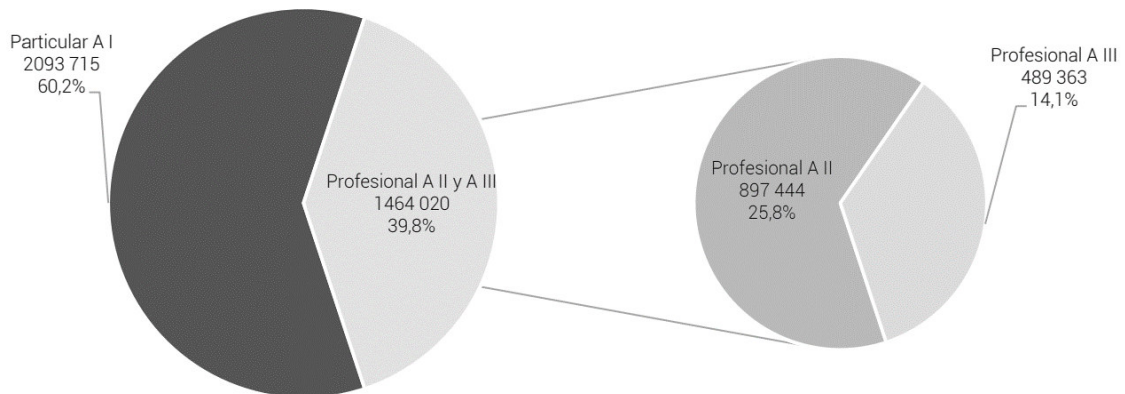 Particular A I
2093 715
60,2%
Profesional A II y A III
1464 020
39,8%
Profesional A II
897 444
25,8%
Profesional A III
489 363
14,1%